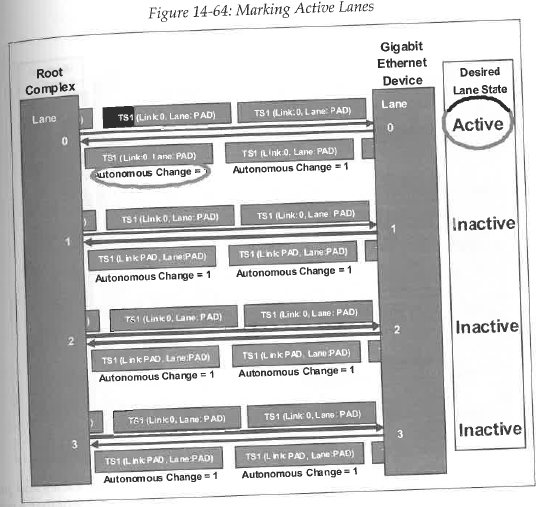 Figure 14-64: Marking Active Lanes
Root
Complex
Gigabit
Ethernet
Device
Desired
Lane State
Lane
Lane
TS1 (Link:0, Lane: PAD) TS1 (Link:0, Lane: PAD)
0
0
Active
TS1 (Link:0, Lane: PAD) TS1 (Link:0, Lane: PAD)
Autonomous Change = 1 Autonomous Change = 1
TS1 (Link:0, Lane: PAD) TS1 (Link:0, Lane: PAD)
1
1
Inactive
TS1 (Link:PAD, Lane:PAD) TS1 (Link:PAD, Lane:PAD)
Autonomous Change = 1 Autonomous Change = 1
TS1 (Link:0, Lane: PAD) TS1 (Link:0, Lane: PAD)
2
2
Inactive
TS1 (Link:PAD, Lane:PAD) TS1 (Link:PAD, Lane:PAD)
Autonomous Change = 1 Autonomous Change = 1
TS1 (Link:0, Lane: PAD) TS1 (Link:0, Lane: PAD)
3
3
Inactive
TS1 (Link:PAD, Lane:PAD) TS1 (Link:PAD, Lane:PAD)
Autonomous Change = 1 Autonomous Change = 1